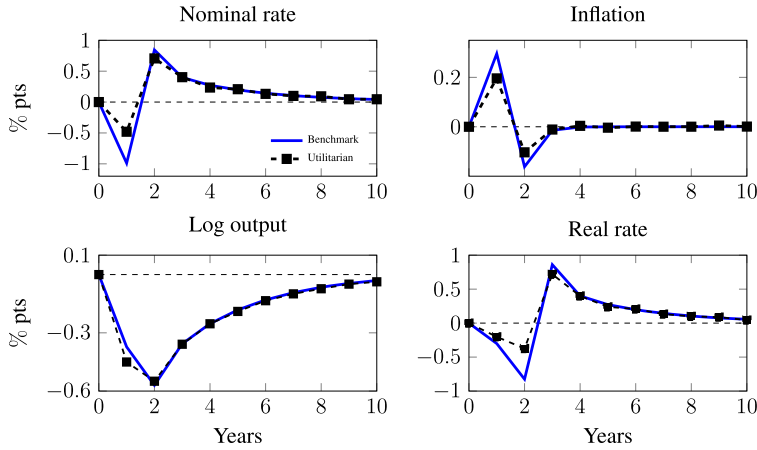 Nominal rate
% pts
1
0.5
0
−0.5
−1
Benchmark
Utilitarian
0 2 4 6 8 10
Inflation
0.2
0
0 2 4 6 8 10
Log output
% pts
0.1
−0.3
−0.6
0 2 4 6 8 10
Years
Real rate
1
0.5
0
−0.5
−1
0 2 4 6 8 10
Years